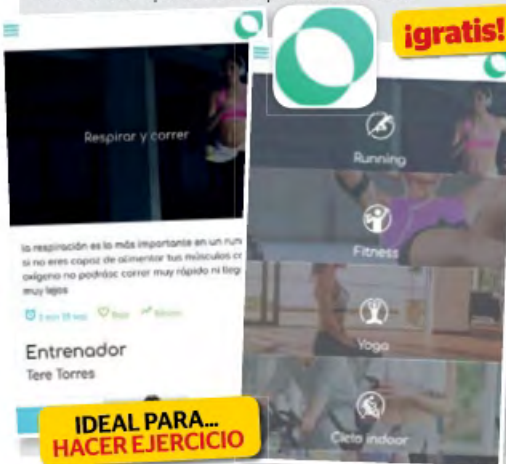 ¡gratis!
Respirar y correr
la respiración es lo más importante en un run
si no eres capaz de alimentar tus músculos co
oxígeno no podrásc correr muy rápido ni lleg
muy lejos
Entrenador
Tere Torres
IDEAL PARA...
HACER EJERCICIO
Running
Fitness
Yoga
Ciclo indoor